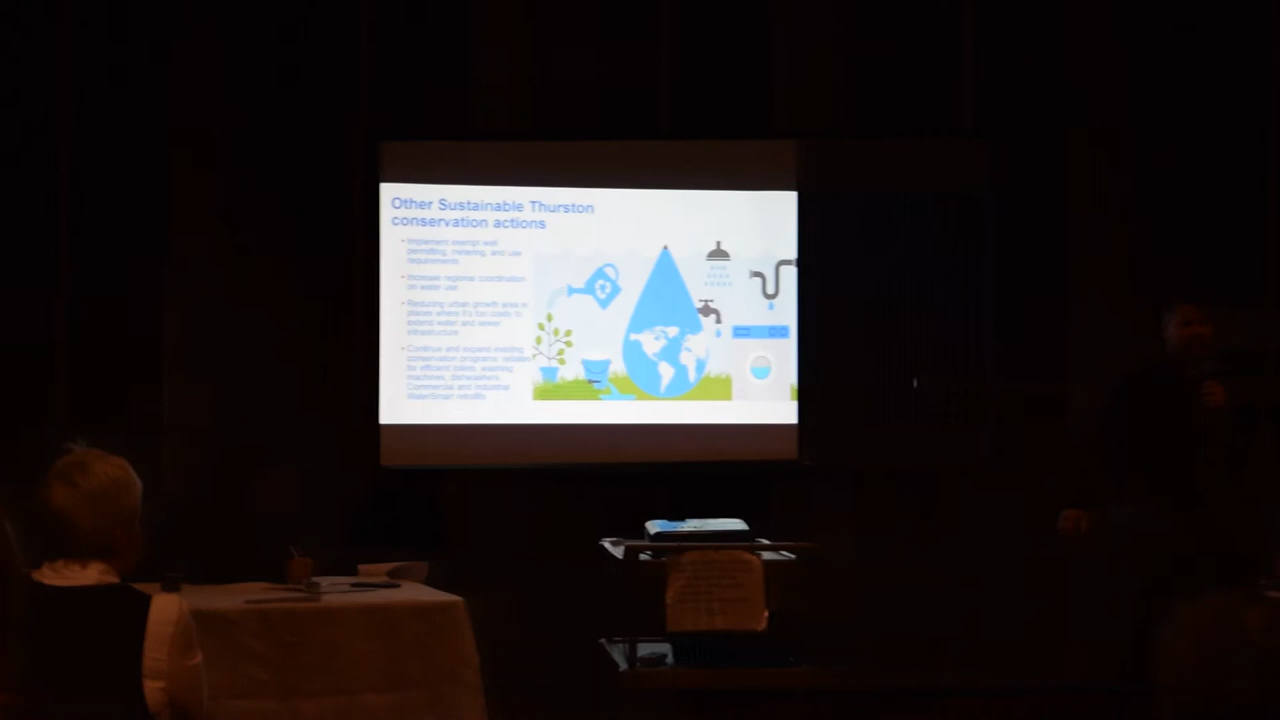 Other Sustainable Thurston
conservation actions
• Implement exempt well
permitting, metering, and use
requirements
• Increase regional coordination
on water use
• Reducing urban growth area in
places where it's too costly to
extend water and sewer
infrastructure
• Continue and expand existing
conservation programs: rebates
for efficient toilets, washing
machines, dishwashers,
Commercial and Industrial
WaterSmart retrofits